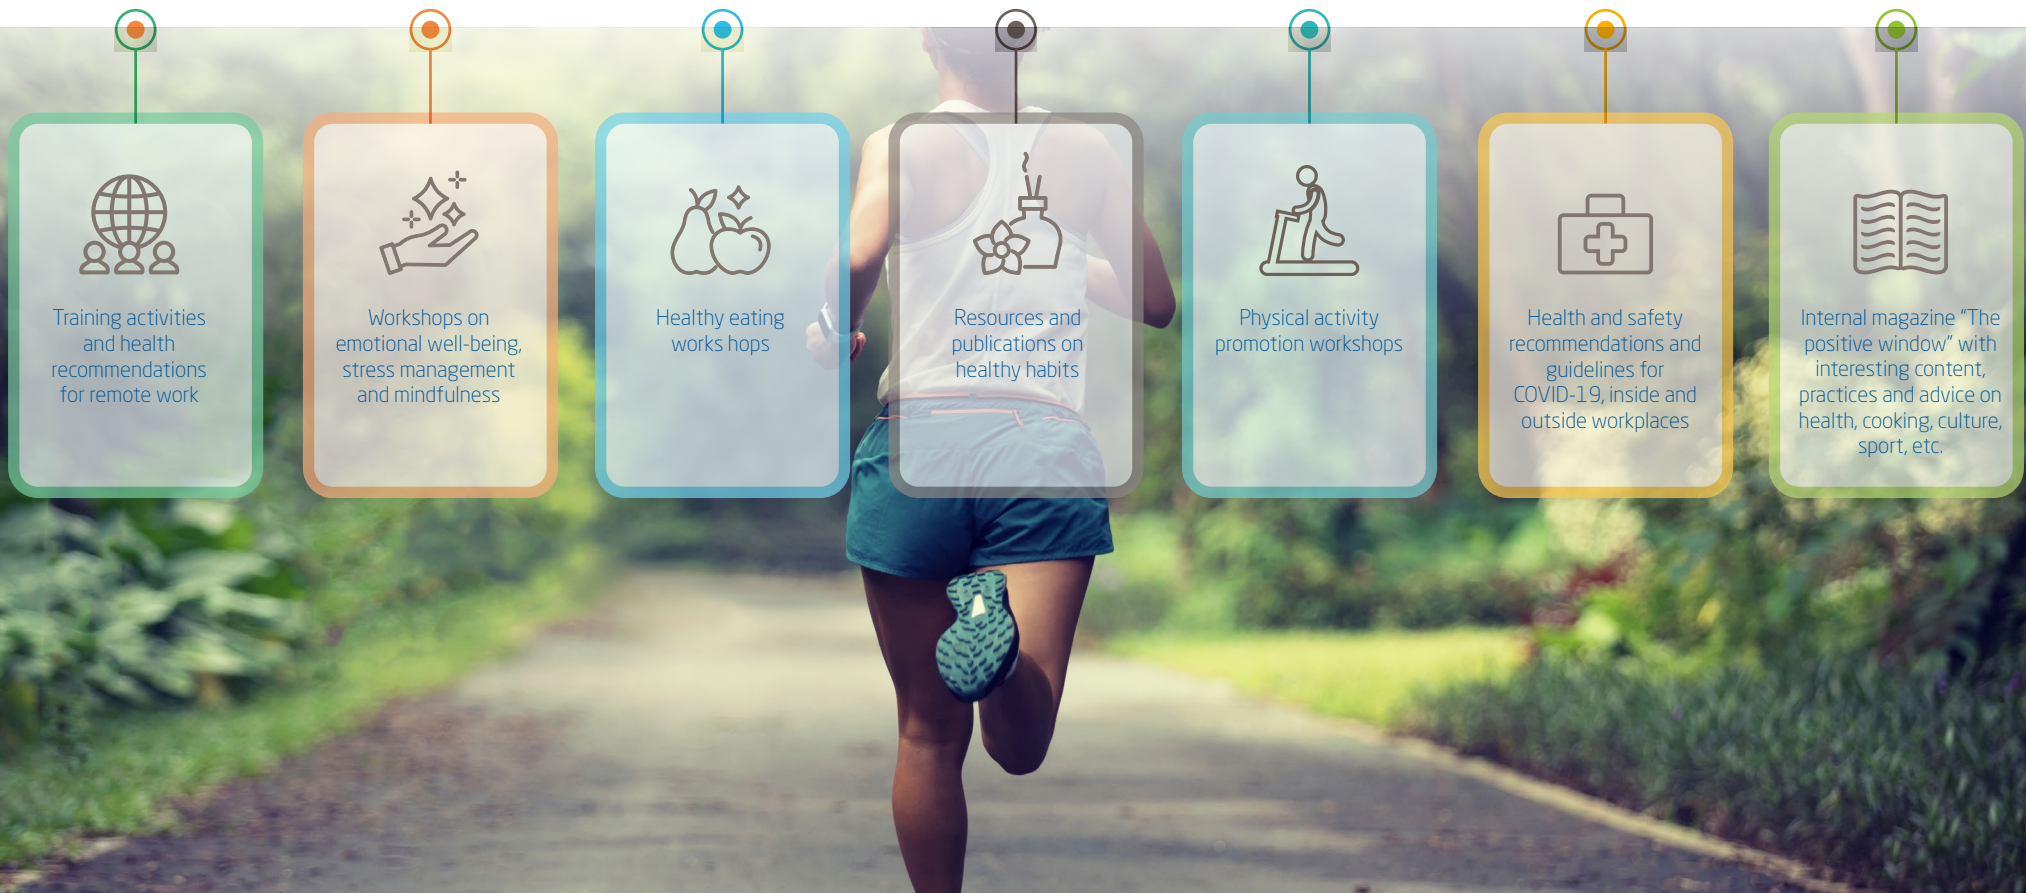 Training activities
and health
recommendations
for remote work
Workshops on
emotional well-being,
stress management
and mindfulness
Healthy eating
works hops
Resources and
publications on
healthy habits
Physical activity
promotion workshops
Health and safety
recommendations and
guidelines for
COVID-19, inside and
outside workplaces
Internal magazine "The
positive window" with
interesting content,
practices and advice on
health, cooking, culture,
sport, etc.